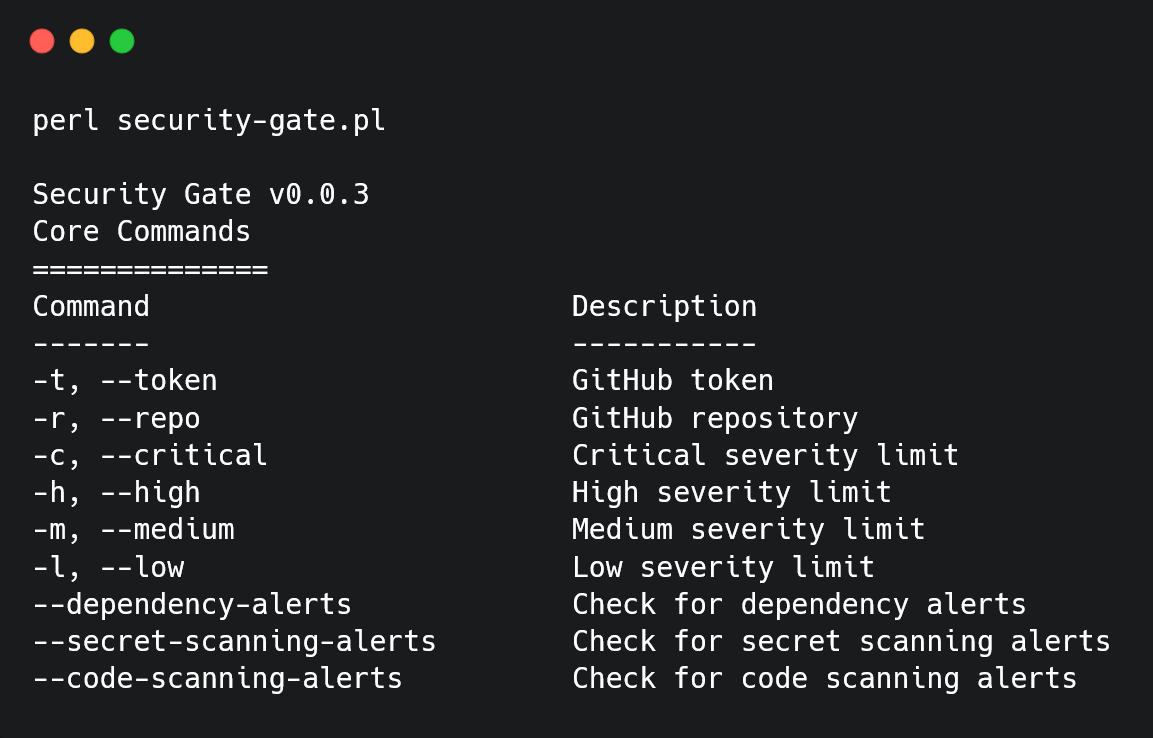 perl security-gate.pl
Security Gate v0.0.3
Core Commands
==============
Command                         Description
-------                         -----------
-t, --token                     GitHub token
-r, --repo                      GitHub repository
-c, --critical                  Critical severity limit
-h, --high                      High severity limit
-m, --medium                    Medium severity limit
-l, --low                       Low severity limit
--dependency-alerts             Check for dependency alerts
--secret-scanning-alerts        Check for secret scanning alerts
--code-scanning-alerts          Check for code scanning alerts